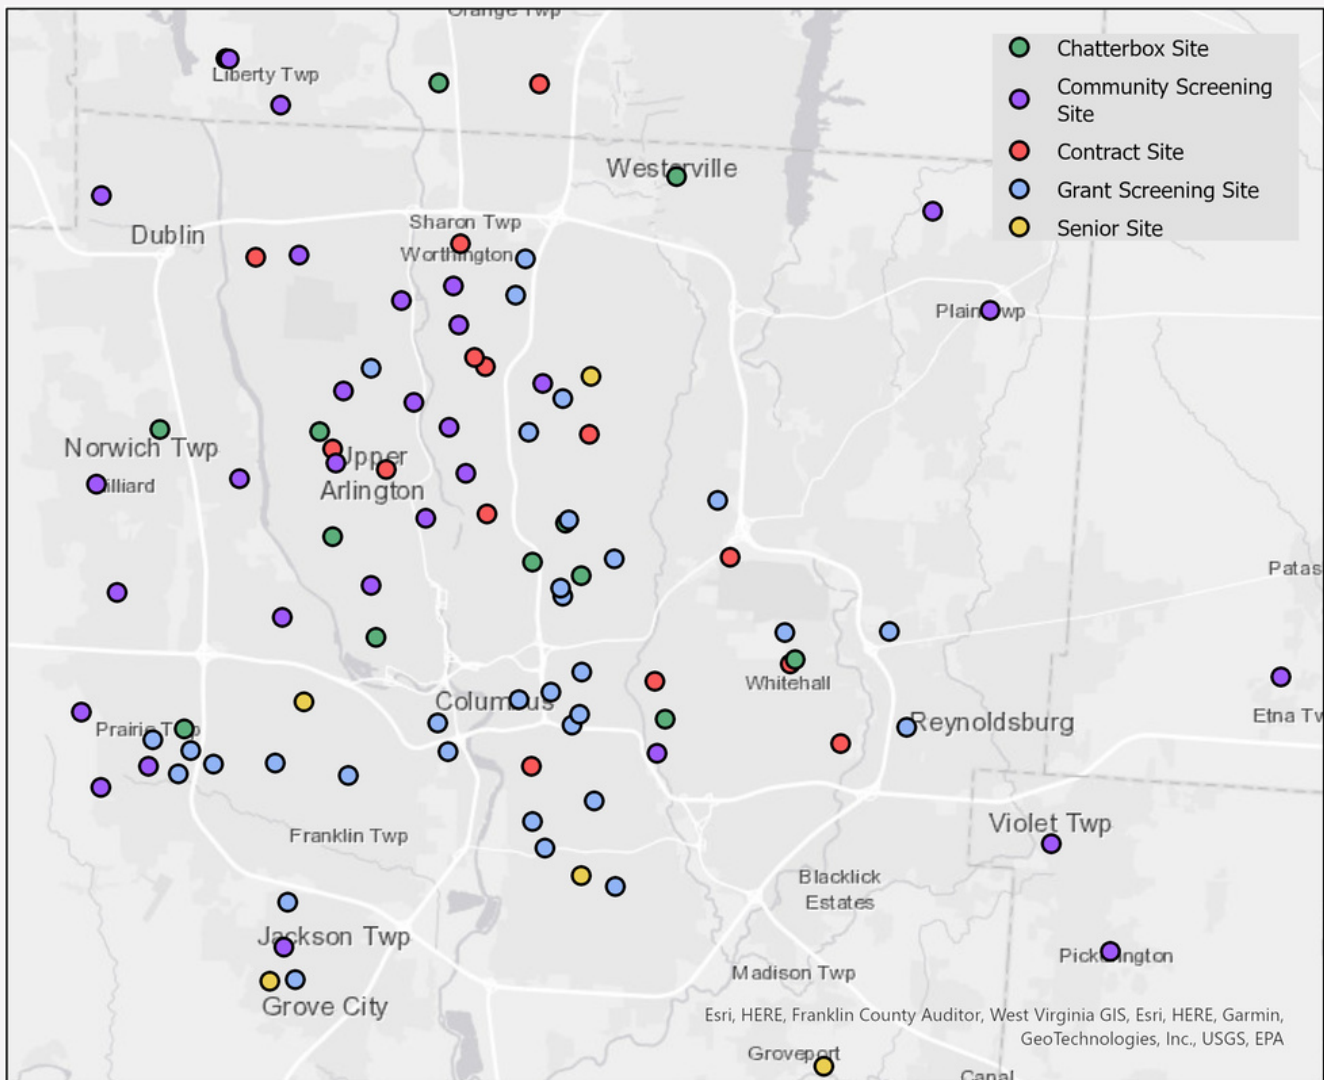 Orange Twp
Liberty Twp
Chatterbox Site
Community Screening
Site
Contract Site
Grant Screening Site
Senior Site
Westerville
Dublin
Sharon Twp
Worthington
Plain Twp
Norwich Twp
Hilliard
Upper
Arlington
Patas
Whitehall
Columbus
Prairie Twp
Reynoldsburg
Etna Tw
Franklin Twp
Violet Twp
Blacklick
Estates
Jackson Twp
Pickerington
Madison Twp
Grove City
Esri, HERE, Franklin County Auditor, West Virginia GIS, Esri, HERE, Garmin,
GeoTechnologies, Inc., USGS, EPA
Groveport
Canal